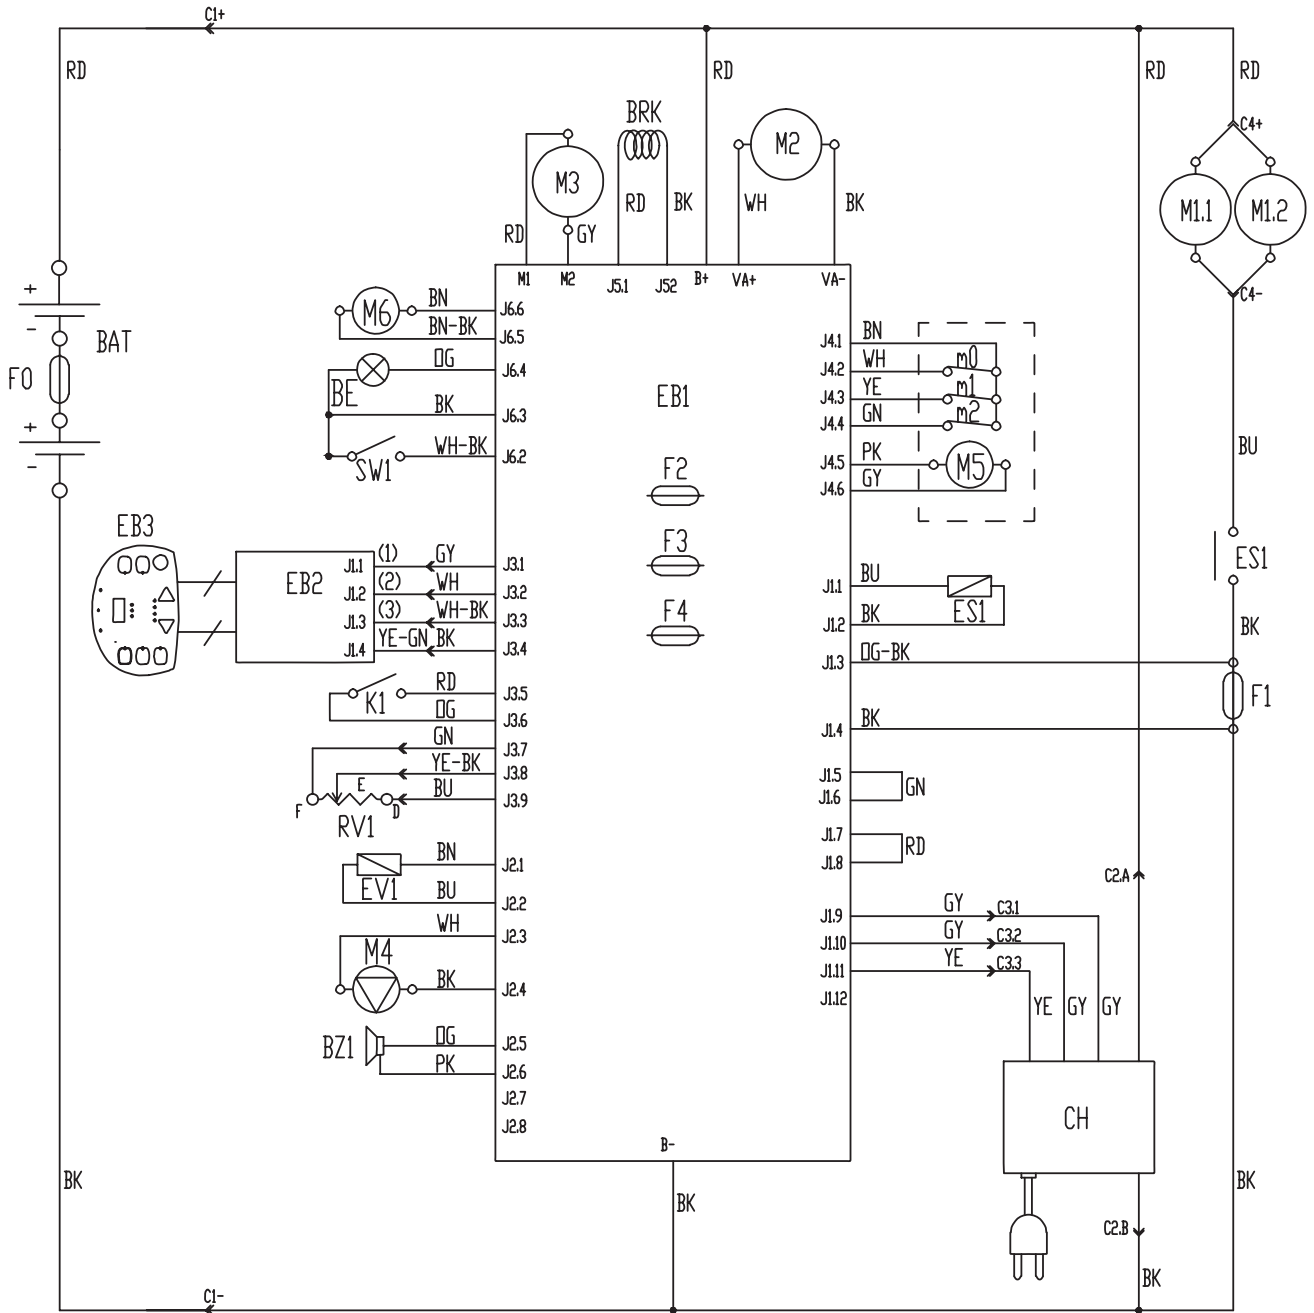 C1+
RD
RD
RD
RD
C4+
BRK
M3
M2
M1.1
M1.2
RD
GY
RD
BK
WH
BK
C4-
M1
M2
J5.1
J52
B+
VA+
VA-
+
-
BAT
F0
+
-
M6
BN
J6.6
BN-BK
J6.5
OG
J6.4
BE
BK
J6.3
WH-BK
J6.2
SW1
EB1
F2
F3
F4
J4.1
BN
J4.2
WH
m0
J4.3
YE
m1
J4.4
GN
m2
J4.5
PK
M5
J4.6
GY
BU
ES1
BK
EB3
EB2
J1.1
(1)
GY
J3.1
J1.2
(2)
WH
J3.2
J1.3
(3)
WH-BK
J3.3
J1.4
YE-GN
BK
J3.4
RD
J3.5
K1
OG
J3.6
GN
J3.7
YE-BK
J3.8
BU
J3.9
F
E
D
RV1
J1.1
BU
J1.2
BK
ES1
J1.3
OG-BK
F1
J1.4
BK
J1.5
J1.6
GN
J1.7
J1.8
RD
BN
J2.1
EV1
BU
J2.2
WH
J2.3
M4
BK
J2.4
BZ1
OG
J2.5
PK
J2.6
J2.7
J2.8
C2.A
J1.9
GY
C3.1
J1.10
GY
C3.2
J1.11
YE
C3.3
J1.12
YE
GY
GY
CH
B-
BK
BK
BK
C2.B
BK
C1-